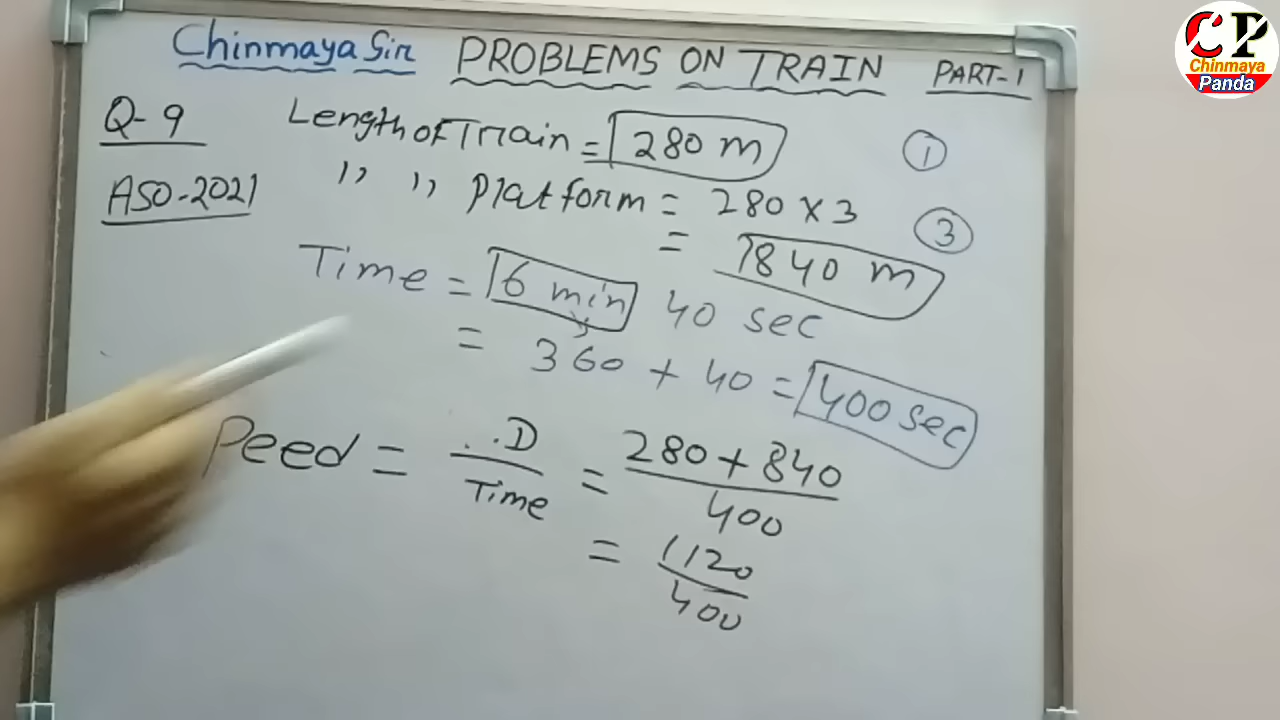 Chinmaya Sir PROBLEMS ON TRAIN PART-1
CP
Chinmaya
Panda
Q-9 Length of Train = 280 m ①
ASO-2021 ,, ,, Platform = 280 × 3 ③
= 840 m
Time = 6 min 40 sec
= 360 + 40 = 400 sec
Peed = D/Time = 280 + 840/400
= 1120/400